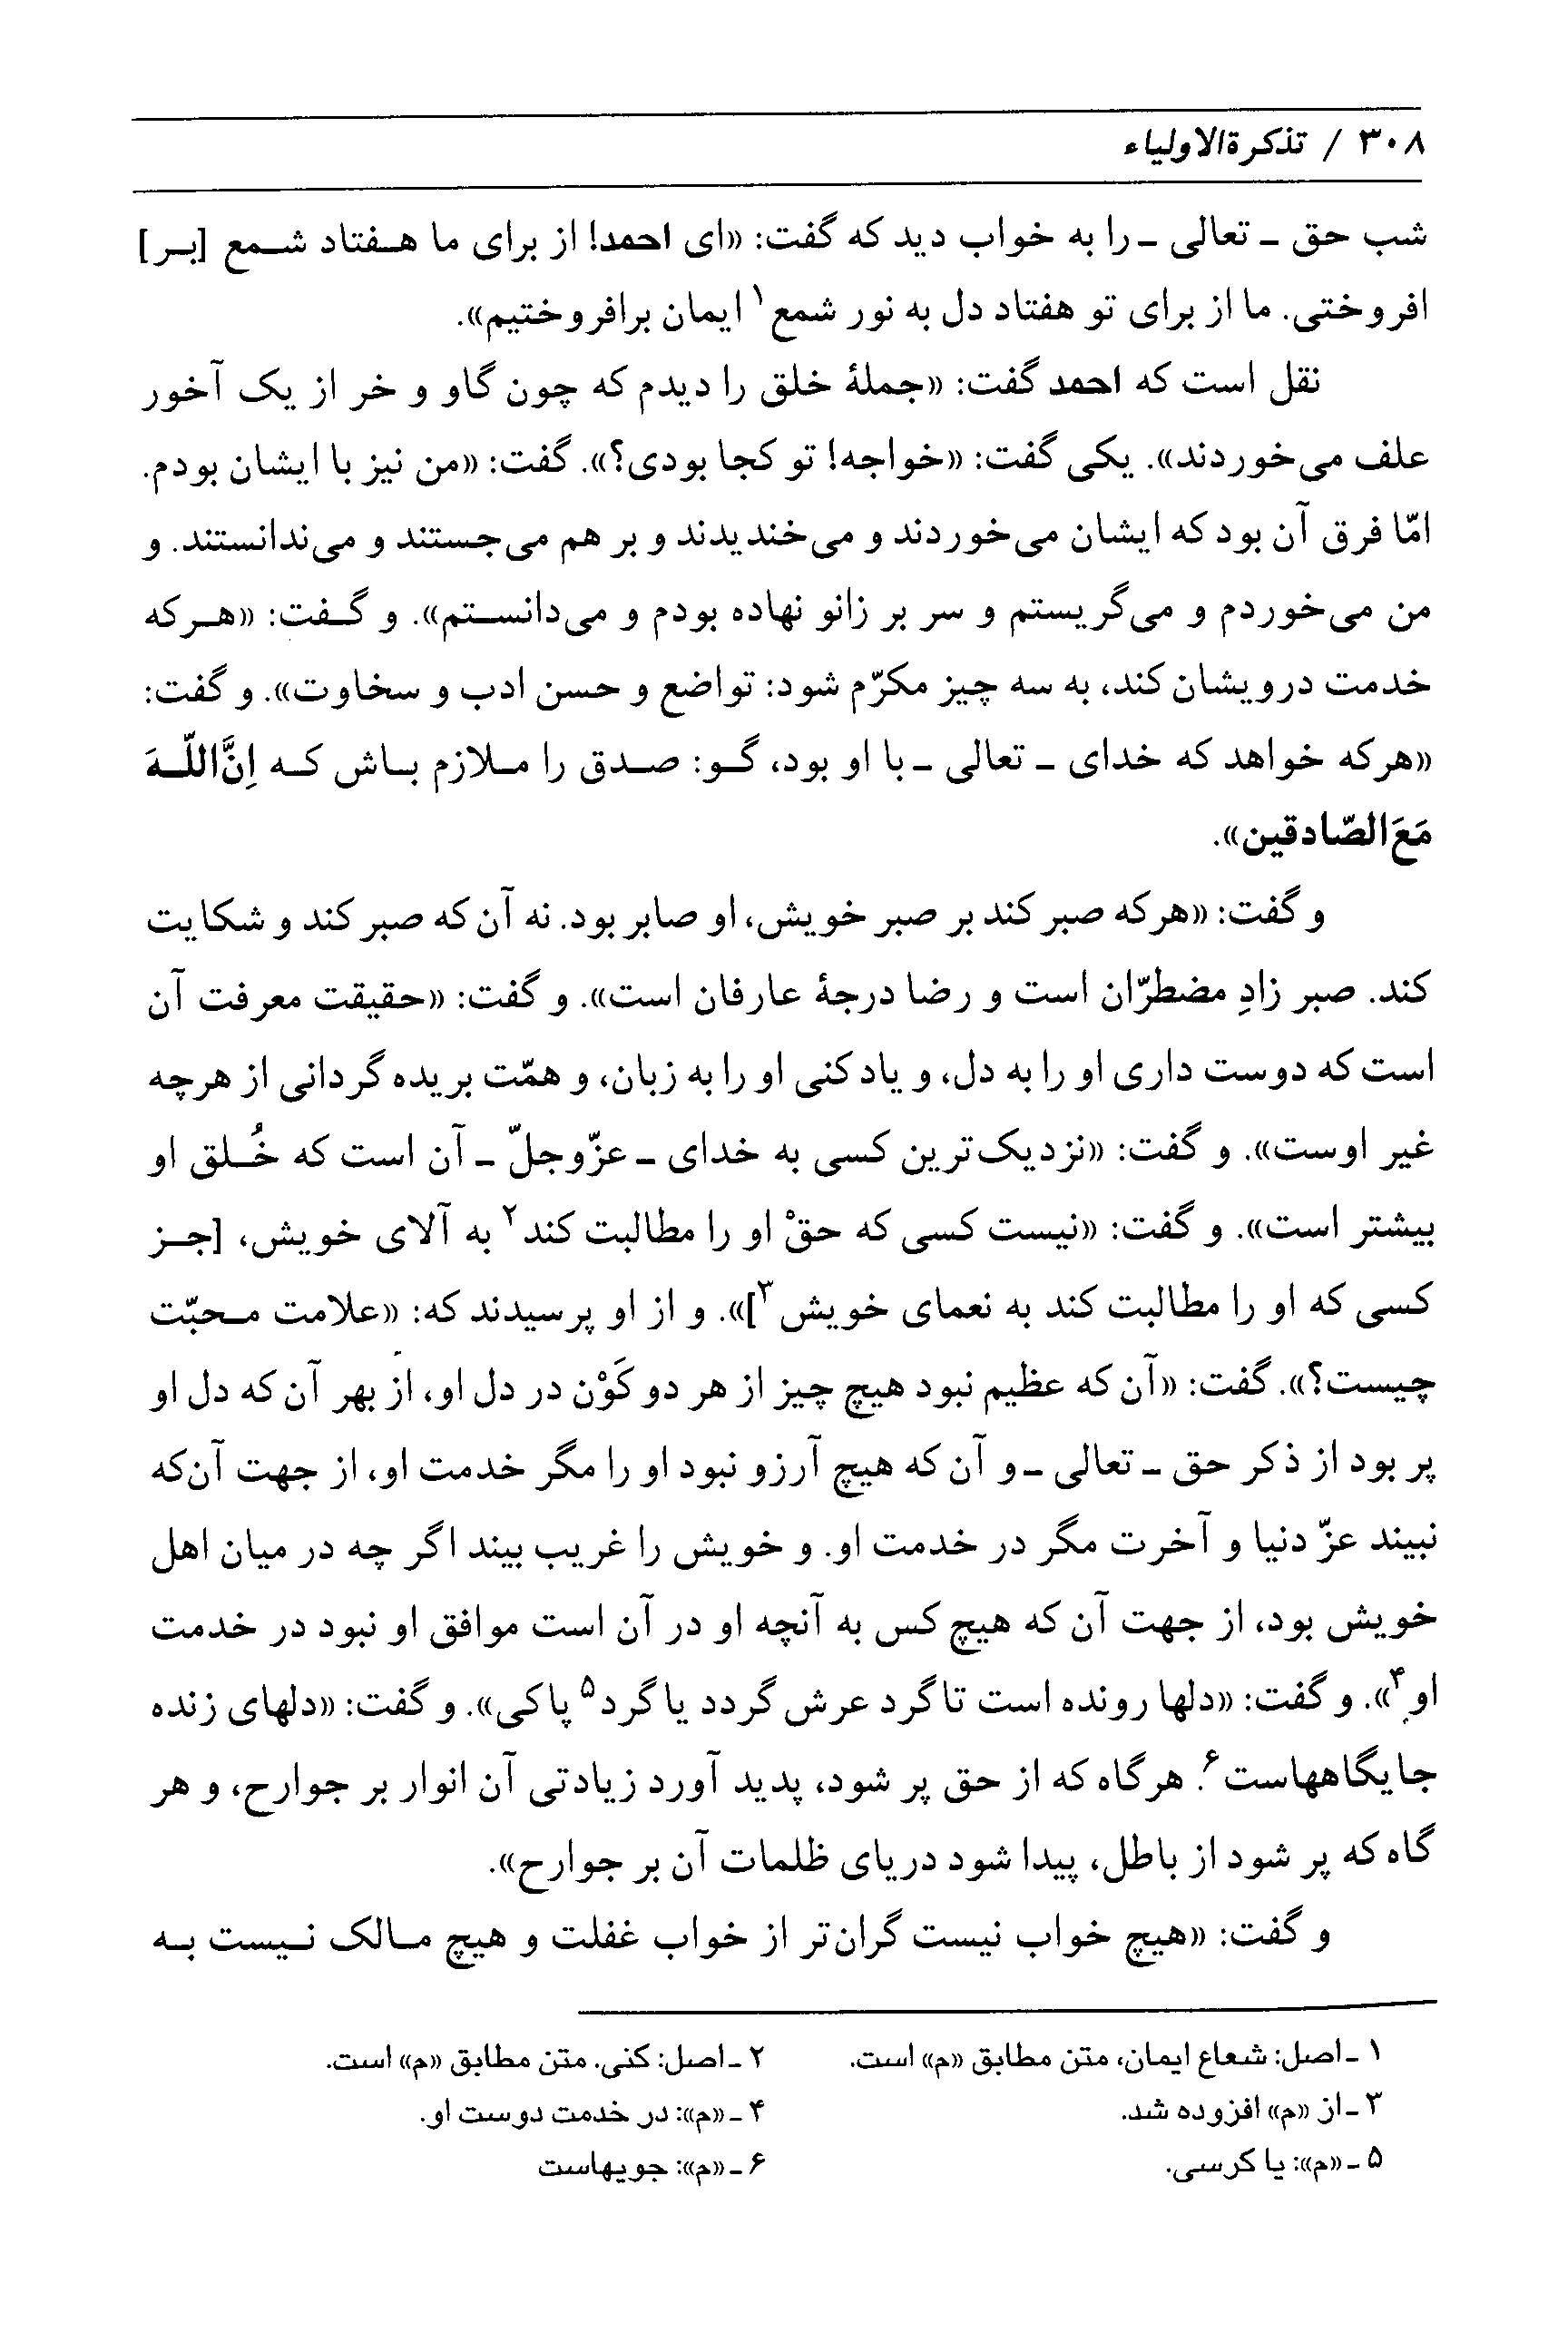 ۳۰۸ / تذکرةالاولیاء
شب حق ـ تعالی ـ را به خواب دید که گفت: «ای احمد! از برای ما هفتاد شمع [بر]
افروختی. ما از برای تو هفتاد دل به نور شمع۱ ایمان برافروختیم».
نقل است که احمد گفت: «جملهٔ خلق را دیدم که چون گاو و خر از یک آخور
علف می‌خوردند». یکی گفت: «خواجه! تو کجا بودی؟». گفت: «من نیز با ایشان بودم.
امّا فرق آن بود که ایشان می‌خوردند و می‌خندیدند و بر هم می‌جستند و می‌ندانستند. و
من می‌خوردم و می‌گریستم و سر بر زانو نهاده بودم و می‌دانستم». و گفت: «هرکه
خدمت درویشان کند، به سه چیز مکرّم شود: تواضع و حسن ادب و سخاوت». و گفت:
«هرکه خواهد که خدای ـ تعالی ـ با او بود، گو: صدق را ملازم باش که اِنَّ‌اللّهَ
مَعَ‌الصّادقین».
و گفت: «هرکه صبر کند بر صبر خویش، او صابر بود. نه آن که صبر کند و شکایت
کند. صبر زادِ مضطرّان است و رضا درجهٔ عارفان است». و گفت: «حقیقت معرفت آن
است که دوست داری او را به دل، و یاد کنی او را به زبان، و همّت بریده گردانی از هرچه
غیر اوست». و گفت: «نزدیک‌ترین کسی به خدای ـ عزّوجلّ ـ آن است که خُلق او
بیشتر است». و گفت: «نیست کسی که حقْ او را مطالبت کند۲ به آلای خویش، [جز
کسی که او را مطالبت کند به نعمای خویش۳]». و از او پرسیدند که: «علامت محبّت
چیست؟». گفت: «آن که عظیم نبود هیچ چیز از هر دو کَوْن در دل او، از بهر آن که دل او
پر بود از ذکر حق ـ تعالی ـ و آن که هیچ آرزو نبود او را مگر خدمت او، از جهت آن‌که
نبیند عزّ دنیا و آخرت مگر در خدمت او. و خویش را غریب بیند اگر چه در میان اهل
خویش بود، از جهت آن که هیچ کس به آنچه او در آن است موافق او نبود در خدمت
او۴». و گفت: «دلها رونده است تا گرد عرش گردد یا گرد۵ پاکی». و گفت: «دلهای زنده
جایگاههاست۶. هرگاه که از حق پر شود، پدید آورد زیادتی آن انوار بر جوارح، و هر
گاه که پر شود از باطل، پیدا شود دریای ظلمات آن بر جوارح».
و گفت: «هیچ خواب نیست گران‌تر از خواب غفلت و هیچ مالک نیست به
۱ ـ اصل: شعاع ایمان، متن مطابق «م» است.
۲ ـ اصل: کنی. متن مطابق «م» است.
۳ ـ از «م» افزوده شد.
۴ ـ «م»: در خدمت دوست او.
۵ ـ «م»: یا کرسی.
۶ ـ «م»: جویهاست